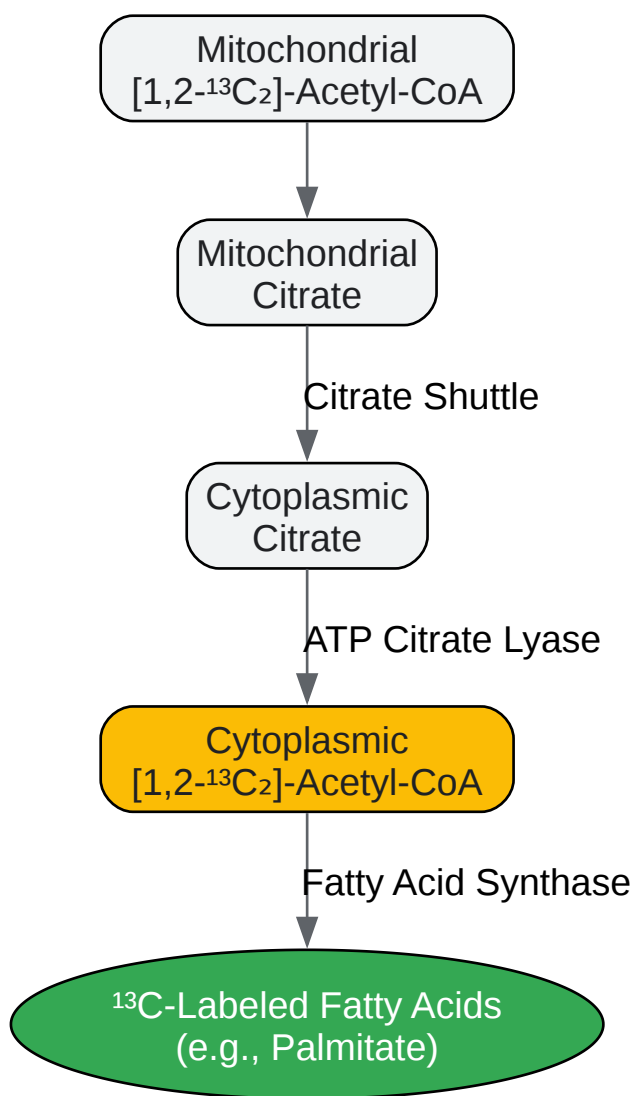 Mitochondrial
[1,2-¹³C₂]-Acetyl-CoA
Mitochondrial
Citrate
Citrate Shuttle
Cytoplasmic
Citrate
ATP Citrate Lyase
Cytoplasmic
[1,2-¹³C₂]-Acetyl-CoA
Fatty Acid Synthase
¹³C-Labeled Fatty Acids
(e.g., Palmitate)